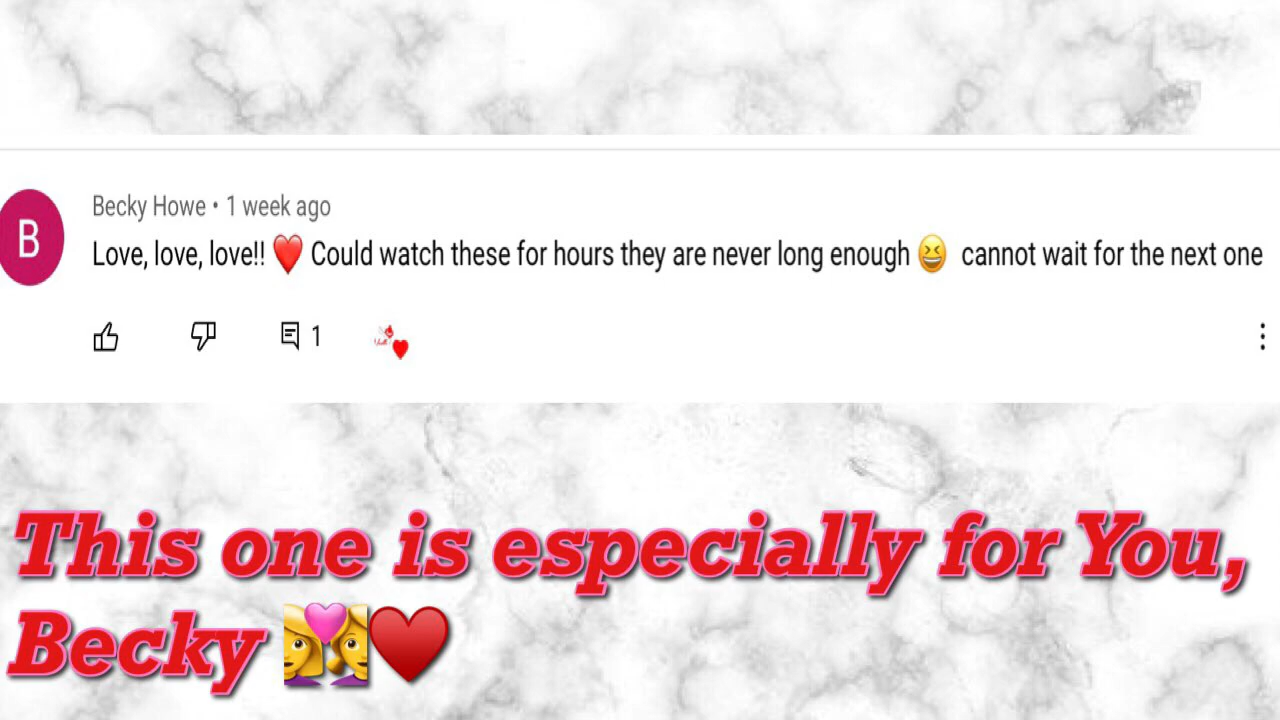 B
Becky Howe • 1 week ago
Love, love, love!! ❤️ Could watch these for hours they are never long enough 😆 cannot wait for the next one
1
This one is especially for You,
Becky 👩‍❤️‍👩❤️